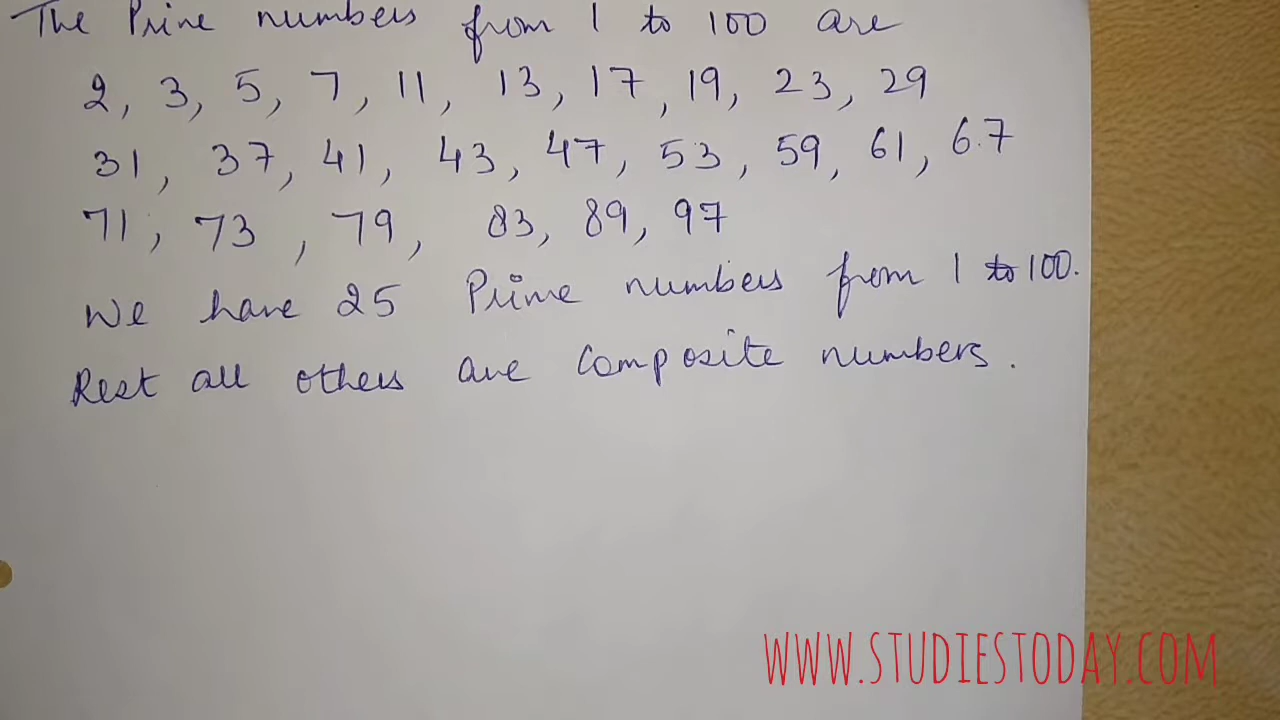 The Prime numbers from 1 to 100 are
2, 3, 5, 7, 11, 13, 17, 19, 23, 29
31, 37, 41, 43, 47, 53, 59, 61, 67
71, 73, 79, 83, 89, 97
We have 25 Prime numbers from 1 to 100.
Rest all others are composite numbers.
WWW.STUDIESTODAY.COM